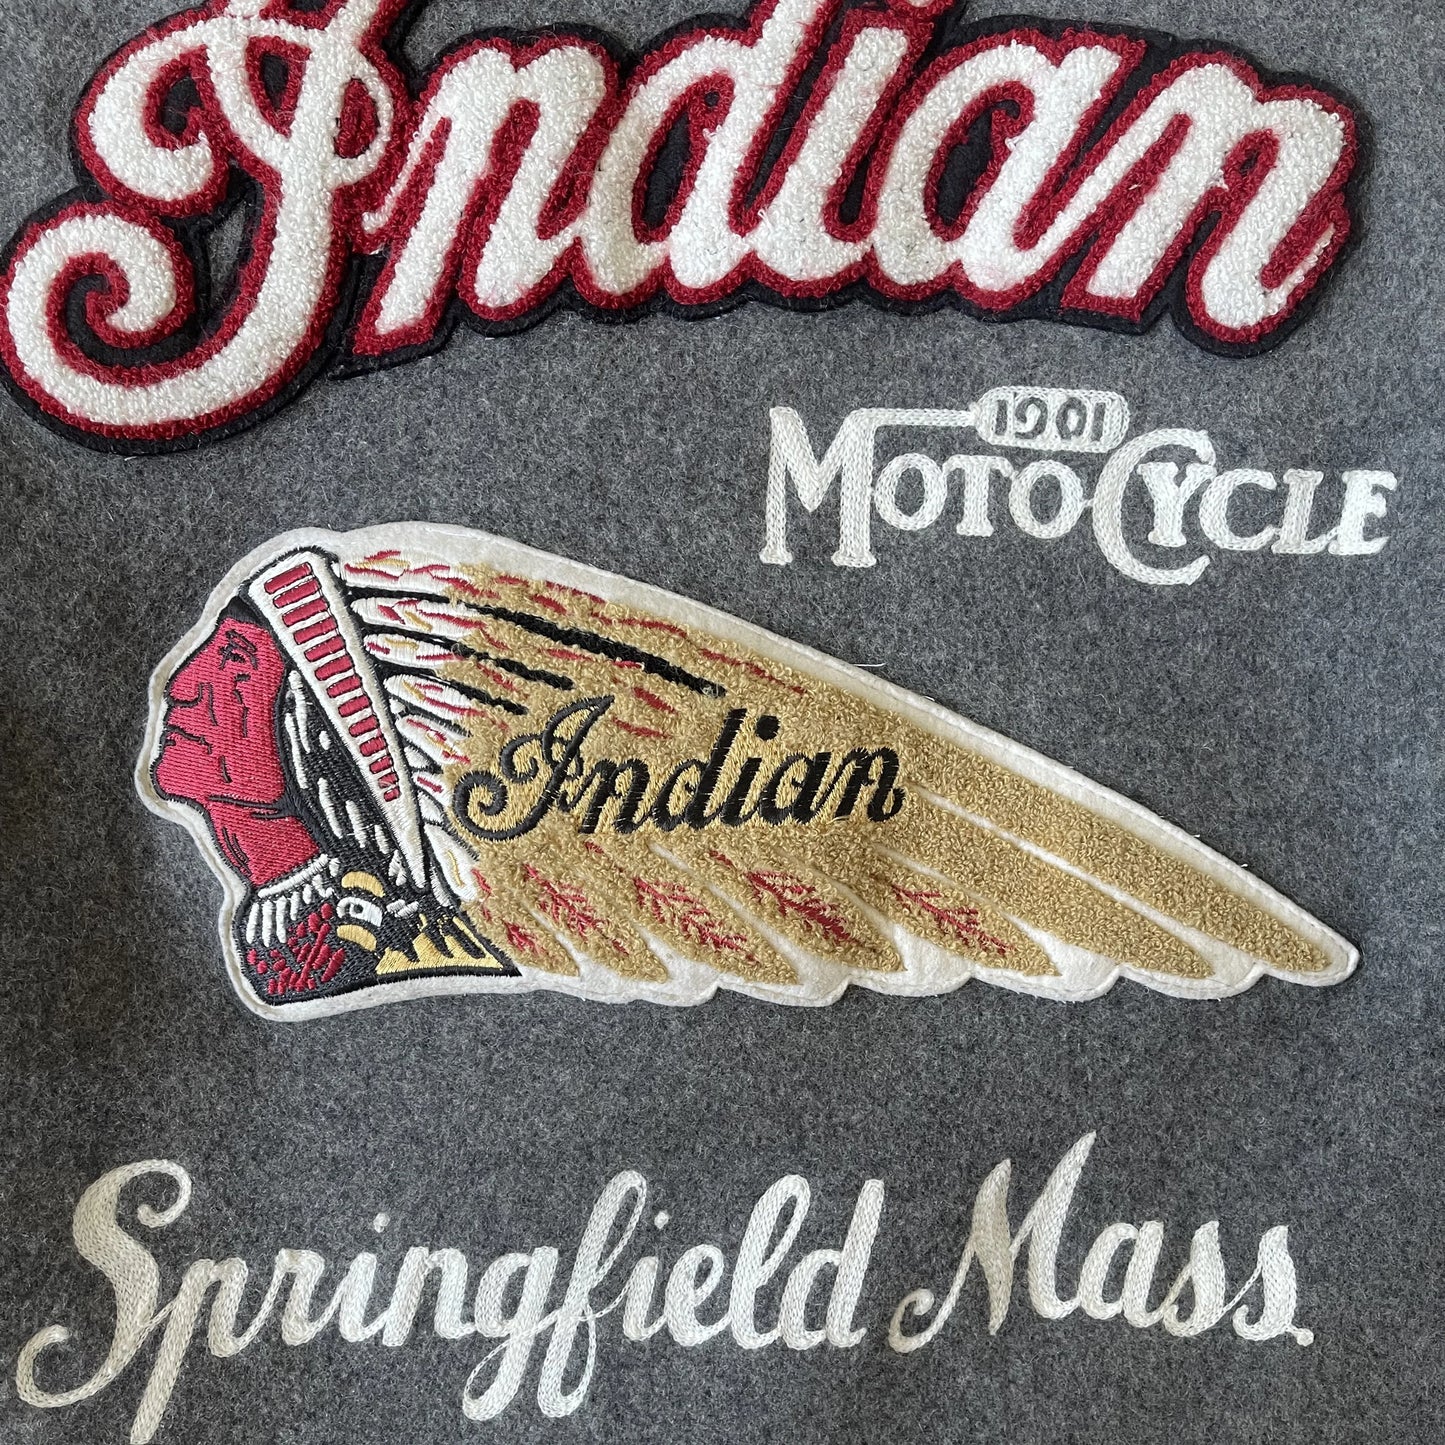 Indian
1901
MotoCycle
Indian
Springfield Mass.